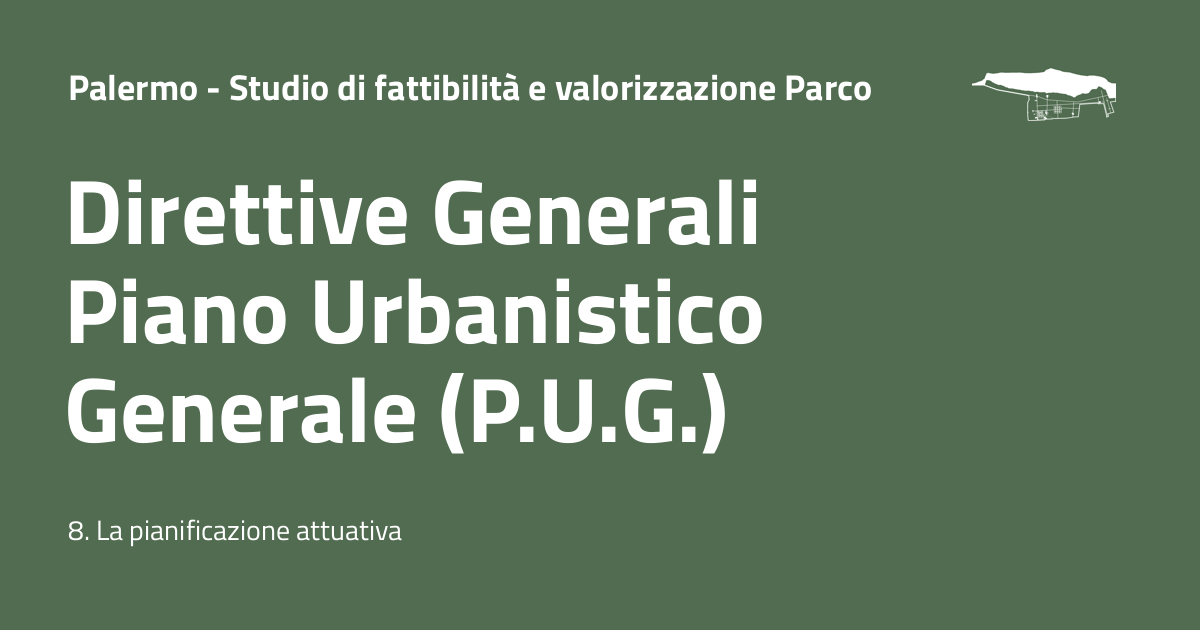 Palermo - Studio di fattibilità e valorizzazione Parco
Direttive Generali
Piano Urbanistico
Generale (P.U.G.)
8. La pianificazione attuativa